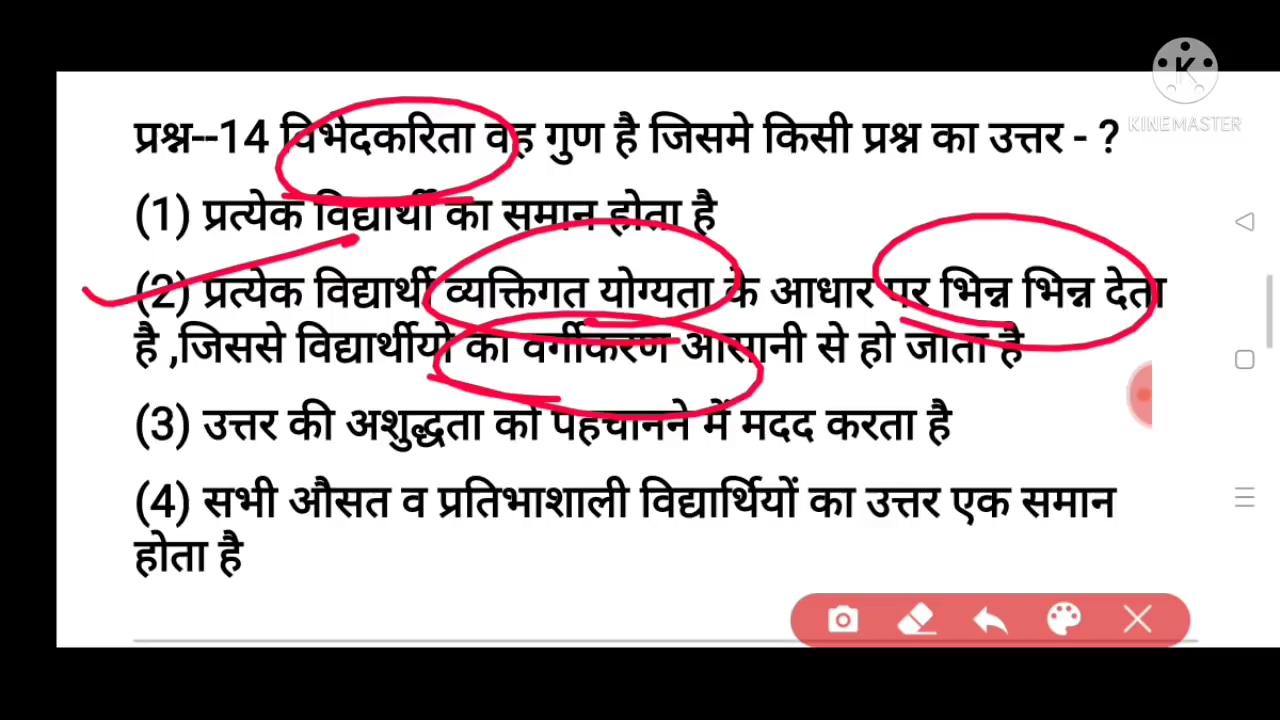 KINEMASTER
प्रश्न--14 विभेदकरिता वह गुण है जिसमे किसी प्रश्न का उत्तर - ?
(1) प्रत्येक विद्यार्थी का समान होता है
(2) प्रत्येक विद्यार्थी व्यक्तिगत योग्यता के आधार पर भिन्न भिन्न देता
है ,जिससे विद्यार्थीयो का वर्गीकरण आसानी से हो जाता है
(3) उत्तर की अशुद्धता को पहचानने में मदद करता है
(4) सभी औसत व प्रतिभाशाली विद्यार्थियों का उत्तर एक समान
होता है